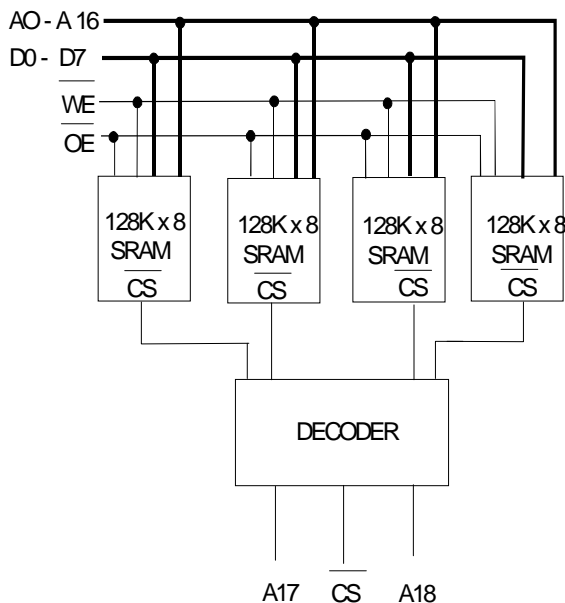 AO - A 16
D0 - D7
WE
OE
128K x 8
SRAM
CS
128K x 8
SRAM
CS
128K x 8
SRAM
CS
128K x 8
SRAM
CS
DECODER
A17 CS A18